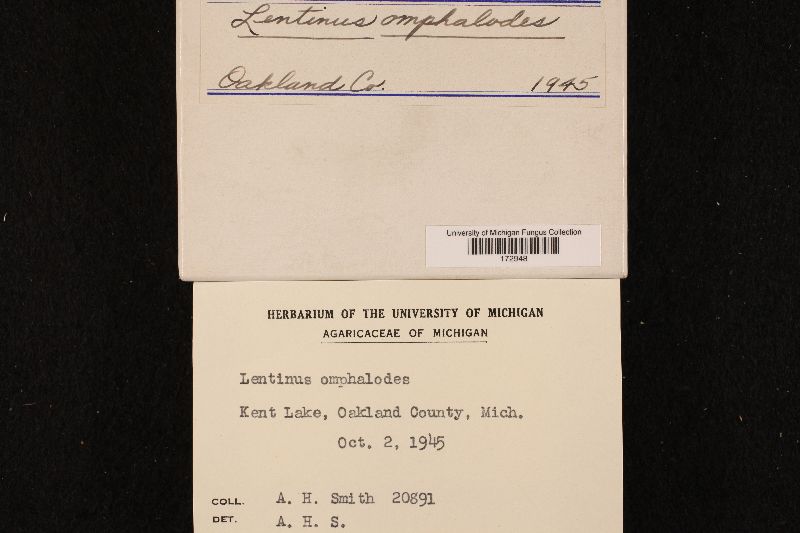 Lentinus omphalodes
Oakland Co. 1945
University of Michigan Fungus Collection
172948
HERBARIUM OF THE UNIVERSITY OF MICHIGAN
AGARICACEAE OF MICHIGAN
Lentinus omphalodes
Kent Lake, Oakland County, Mich.
Oct. 2, 1945
COLL. A. H. Smith 20891
DET. A. H. S.